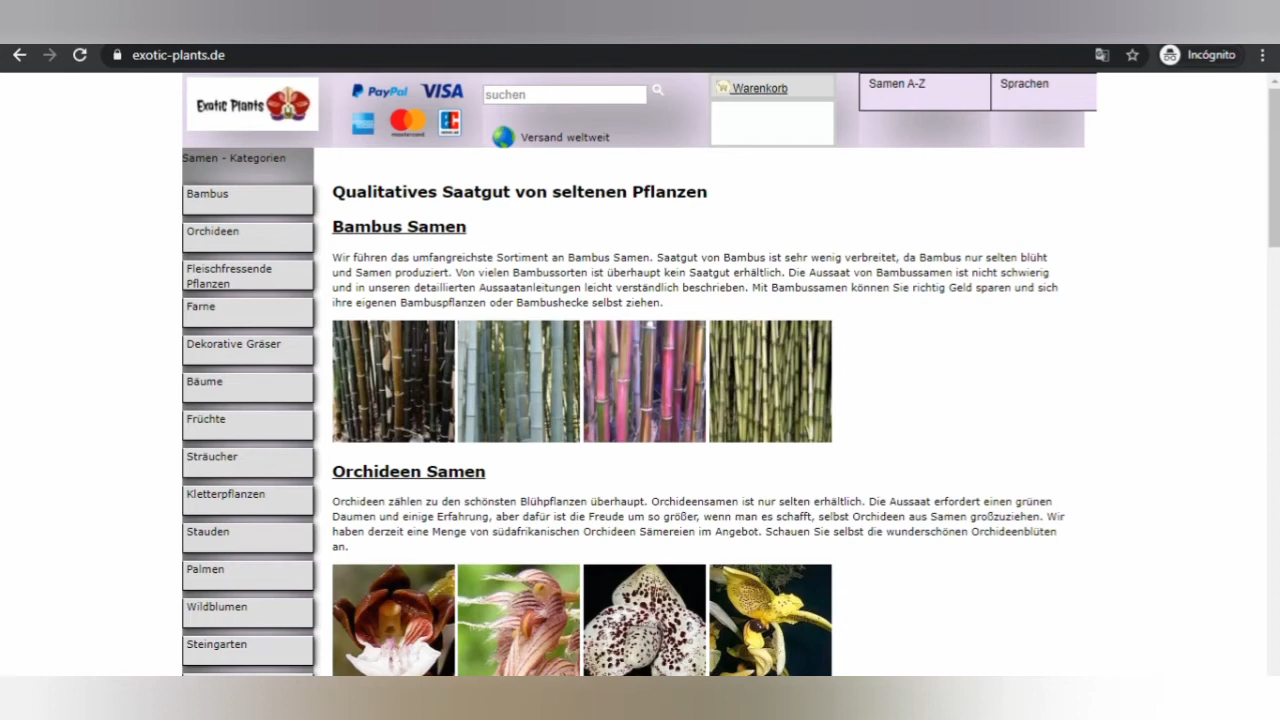 exotic-plants.de
Incógnito
Exotic Plants
PayPal VISA
mastercard
suchen
Versand weltweit
Warenkorb
Samen A-Z
Sprachen
Samen - Kategorien
Bambus
Orchideen
Fleischfressende
Pflanzen
Farne
Dekorative Gräser
Bäume
Früchte
Sträucher
Kletterpflanzen
Stauden
Palmen
Wildblumen
Steingarten
Qualitatives Saatgut von seltenen Pflanzen
Bambus Samen
Wir führen das umfangreichste Sortiment an Bambus Samen. Saatgut von Bambus ist sehr wenig verbreitet, da Bambus nur selten blüht
und Samen produziert. Von vielen Bambussorten ist überhaupt kein Saatgut erhältlich. Die Aussaat von Bambussamen ist nicht schwierig
und in unseren detaillierten Aussaatanleitungen leicht verständlich beschrieben. Mit Bambussamen können Sie richtig Geld sparen und sich
ihre eigenen Bambuspflanzen oder Bambushecke selbst ziehen.
Orchideen Samen
Orchideen zählen zu den schönsten Blühpflanzen überhaupt. Orchideensamen ist nur selten erhältlich. Die Aussaat erfordert einen grünen
Daumen und einige Erfahrung, aber dafür ist die Freude um so größer, wenn man es schafft, selbst Orchideen aus Samen großzuziehen. Wir
haben derzeit eine Menge von südafrikanischen Orchideen Sämereien im Angebot. Schauen Sie selbst die wunderschönen Orchideenblüten
an.